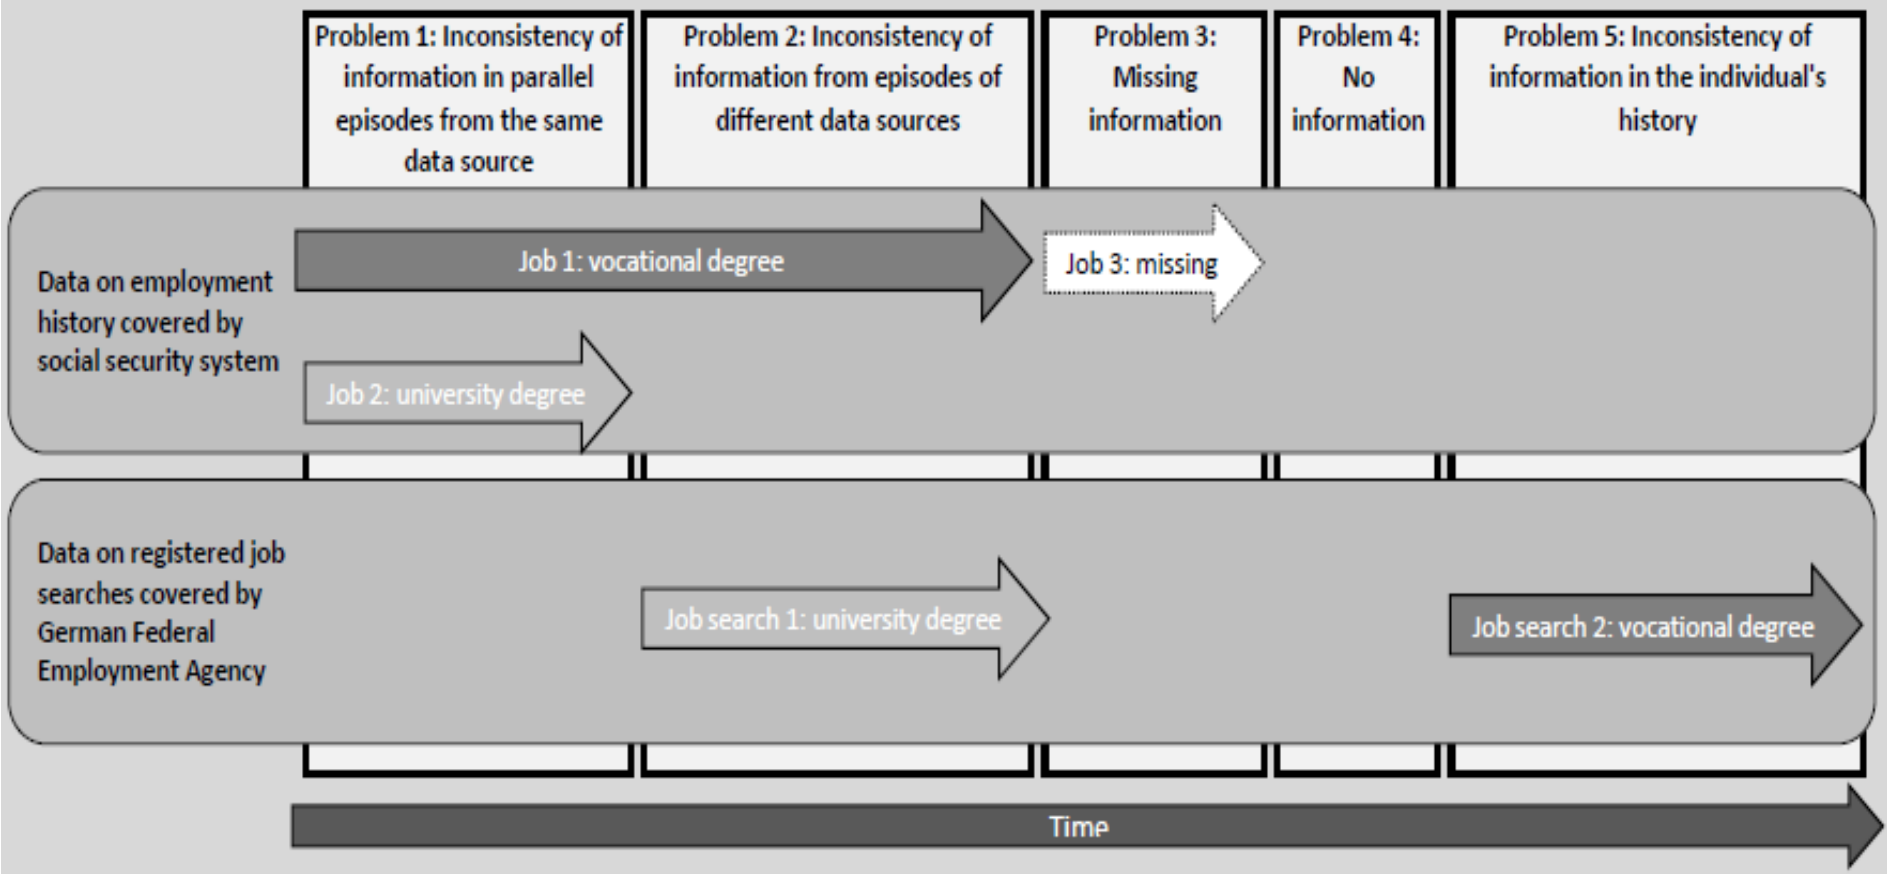 Problem 1: Inconsistency of
information in parallel
episodes from the same
data source
Problem 2: Inconsistency of
information from episodes of
different data sources
Problem 3:
Missing
information
Problem 4:
No
information
Problem 5: Inconsistency of
information in the individual's
history
Data on employment
history covered by
social security system
Job 1: vocational degree
Job 3: missing
Job 2: university degree
Data on registered job
searches covered by
German Federal
Employment Agency
Job search 1: university degree
Job search 2: vocational degree
Time